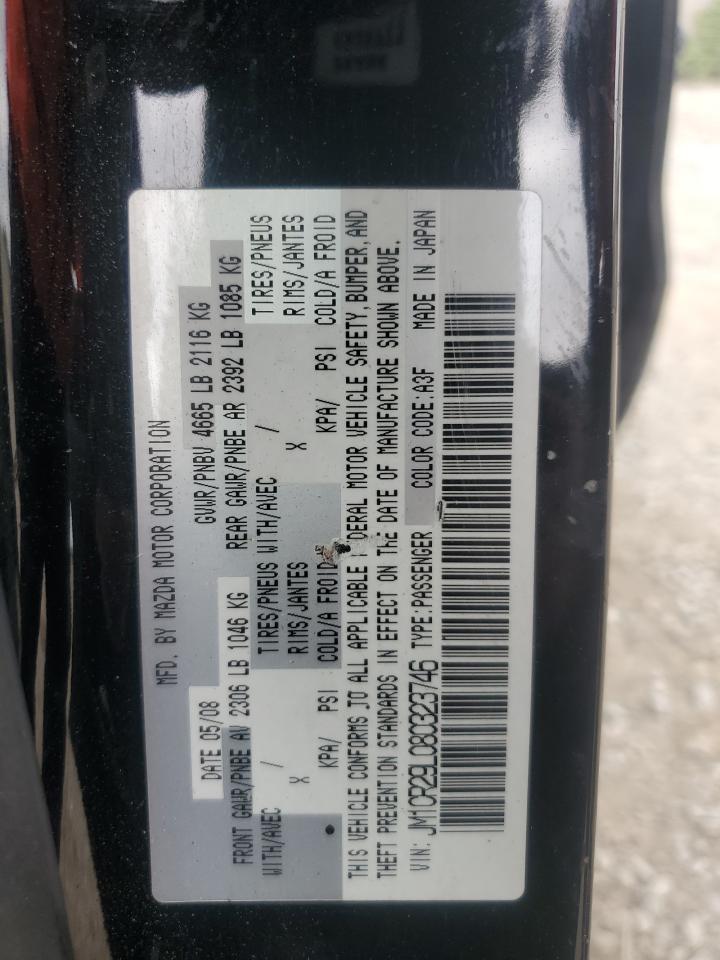 MFD. BY MAZDA MOTOR CORPORATION
DATE 05/08 GVWR/PNBV 4665 LB 2116 KG
FRONT GAWR/PNBE AV 2306 LB 1046 KG REAR GAWR/PNBE AR 2392 LB 1085 KG
WITH/AVEC / TIRES/PNEUS WITH/AVEC / TIRES/PNEUS
X RIMS/JANTES X RIMS/JANTES
KPA/ PSI COLD/A FROID KPA/ PSI COLD/A FROID
THIS VEHICLE CONFORMS TO ALL APPLICABLE FEDERAL MOTOR VEHICLE SAFETY, BUMPER, AND
THEFT PREVENTION STANDARDS IN EFFECT ON THE DATE OF MANUFACTURE SHOWN ABOVE.
VIN: JM1CR29L080323746 TYPE:PASSENGER COLOR CODE:A3F MADE IN JAPAN